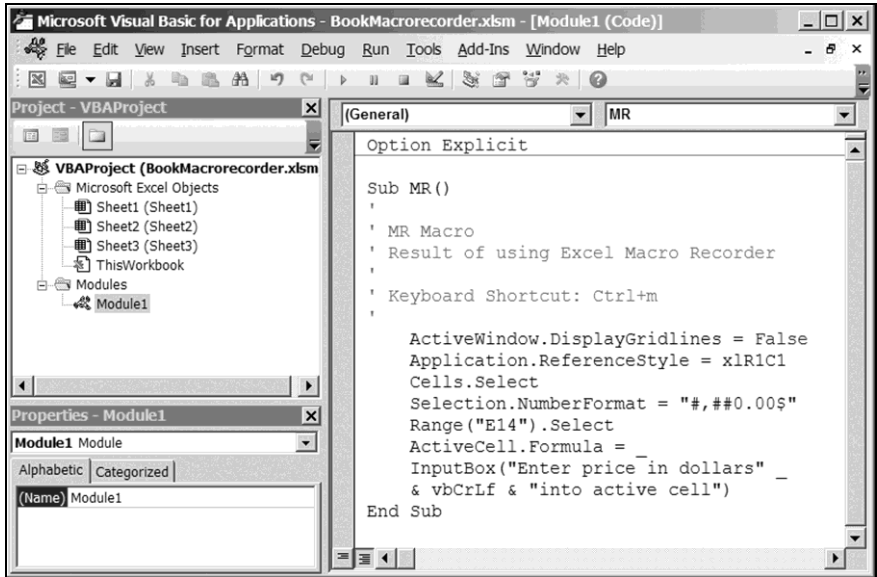 Microsoft Visual Basic for Applications - BookMacrorecorder.xlsm - [Module1 (Code)]
File Edit View Insert Format Debug Run Tools Add-Ins Window Help
Project - VBAProject
VBAProject (BookMacrorecorder.xlsm
Microsoft Excel Objects
Sheet1 (Sheet1)
Sheet2 (Sheet2)
Sheet3 (Sheet3)
ThisWorkbook
Modules
Module1
Properties - Module1
Module1 Module
Alphabetic Categorized
(Name) Module1
(General) MR
Option Explicit
Sub MR()
'
' MR Macro
' Result of using Excel Macro Recorder
'
' Keyboard Shortcut: Ctrl+m
'
ActiveWindow.DisplayGridlines = False
Application.ReferenceStyle = xlR1C1
Cells.Select
Selection.NumberFormat = "#,##0.00$"
Range("E14").Select
ActiveCell.Formula = _
InputBox("Enter price in dollars" _
& vbCrLf & "into active cell")
End Sub